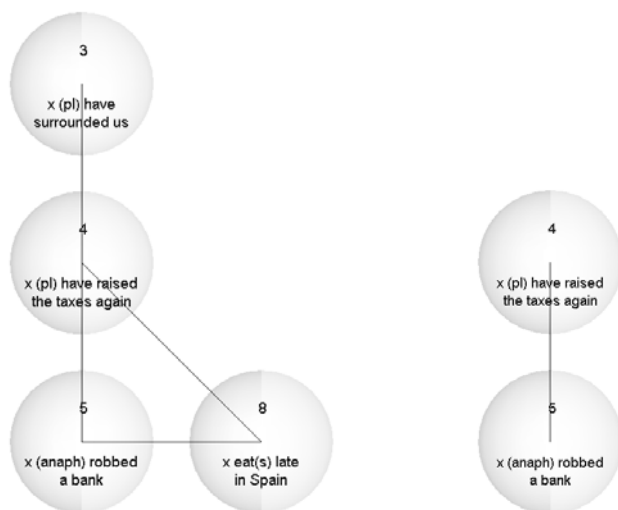 3
x (pl) have
surrounded us
4
x (pl) have raised
the taxes again
5
x (anaph) robbed
a bank
8
x eat(s) late
in Spain
4
x (pl) have raised
the taxes again
5
x (anaph) robbed
a bank